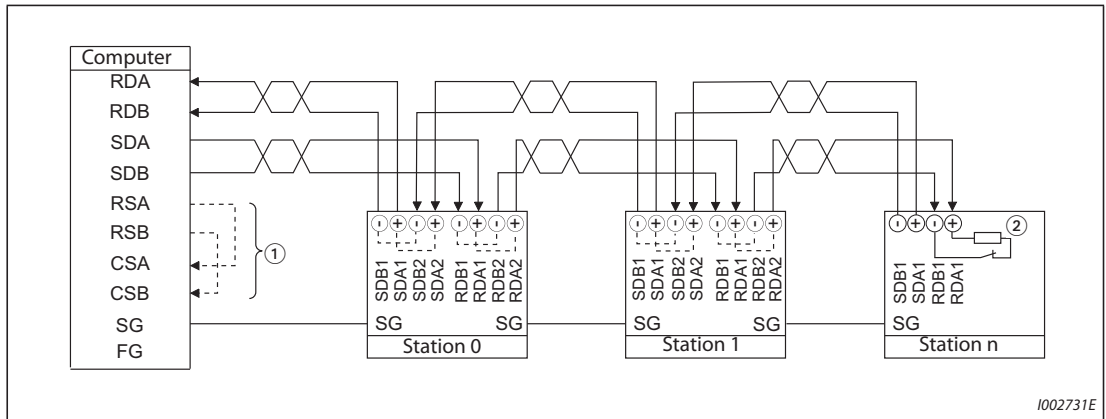 Computer
RDA
RDB
SDA
SDB
RSA
RSB
CSA
CSB
SG
FG
1
- + - + - + - +
SDB1
SDA1
SDB2
SDA2
RDB1
RDA1
RDB2
RDA2
SG SG
Station 0
- + - + - + - +
SDB1
SDA1
SDB2
SDA2
RDB1
RDA1
RDB2
RDA2
SG SG
Station 1
- + - +
2
SDB1
SDA1
RDB1
RDA1
SG
Station n
I002731E